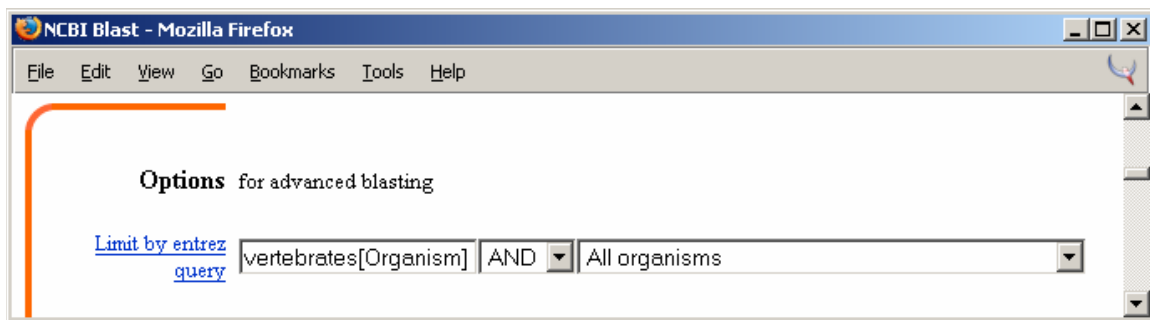 NCBI Blast - Mozilla Firefox
File Edit View Go Bookmarks Tools Help
Options for advanced blasting
Limit by entrez
query
vertebrates[Organism] AND All organisms